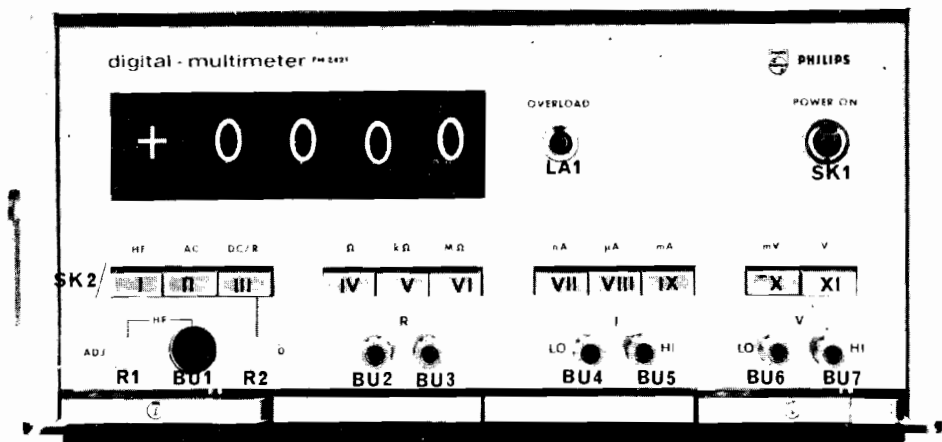 digital - multimeter PM 2421
PHILIPS
OVERLOAD
POWER ON
+ 0 0 0 0
LA1
SK1
HF AC DC/R
Ω kΩ MΩ
nA µA mA
mV V
SK2 I II III
IV V VI
VII VIII IX
X XI
HF
R
I
V
ADJ
0
LO HI
LO HI
R1 BU1 R2
BU2 BU3
BU4 BU5
BU6 BU7